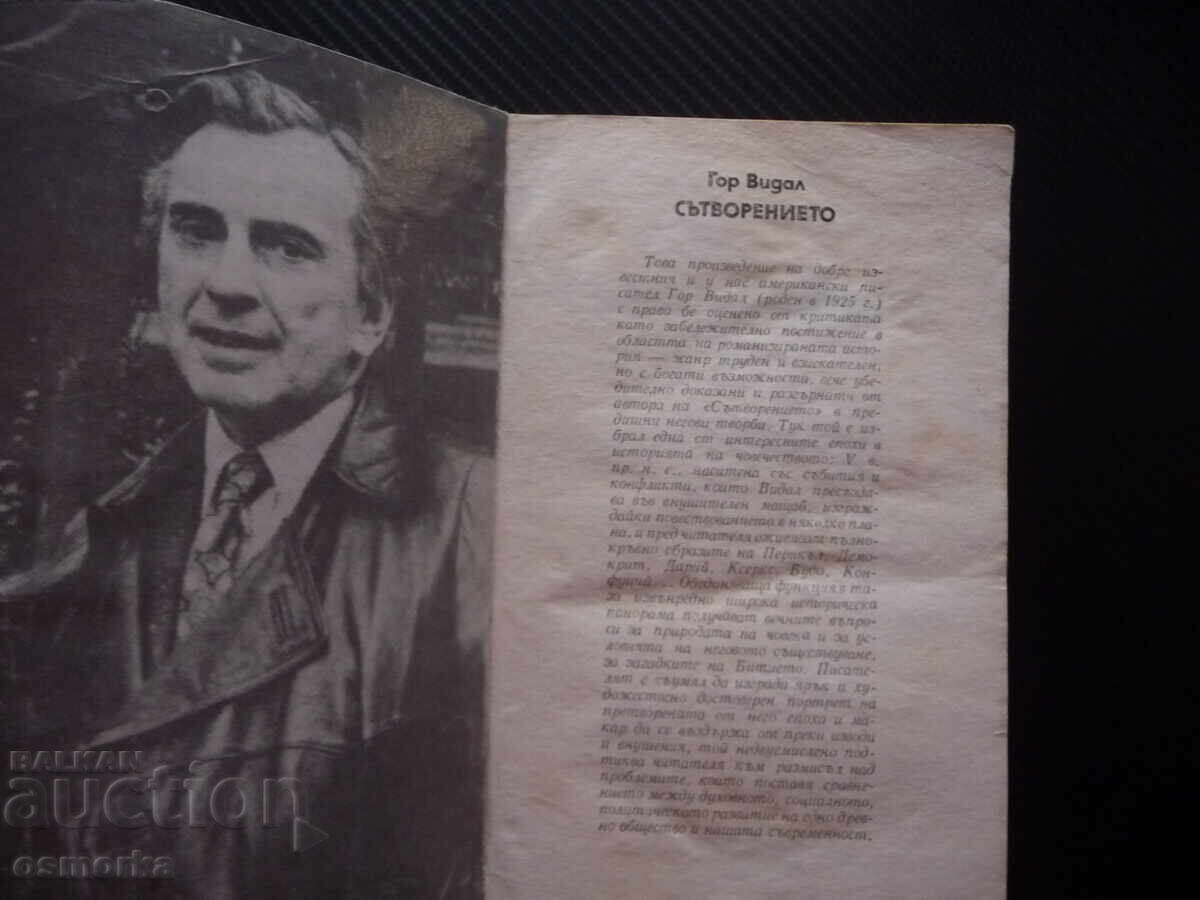 Гор Видал
СЪТВОРЕНИЕТО
Това произведение на добре из-
вестния и у нас американски пи-
сател Гор Видал (роден в 1925 г.)
с право бе оценено от критиката
като забележително постижение в
областта на романизираната исто-
рия — жанр труден и взискателен,
но с богати възможности, вече убе-
дително доказани и разгърнати от
автора на «Сътворението» в пре-
дишни негови творби. Тук той е из-
брал една от интересните епохи в
историята на човечеството: V в.
пр. н. е., наситена със събития и
конфликти, които Видал пресъзда-
ва във внушителен мащаб, изграж-
дайки повествованието в няколко пла-
на, и пред читателя оживяват пълно-
кръвно образите на Перикъл, Демо-
крит, Дарий, Ксеркс, Буда, Кон-
фуций... Обединяваща функция в та-
зи извънредно широка историческа
панорама получават вечните въпро-
си за природата на човека и за ус-
ловията на неговото съществуване,
за загадките на Битието. Писате-
лят е съумял да изгради ярък и ху-
дожествено достоверен портрет на
претворената от него епоха и ма-
кар да се въздържа от преки изводи
и внушения, той недвусмислено под-
тиква читателя към размисъл над
проблемите, които поставя сравне-
нието между духовното, социалното,
политическото развитие на едно древ-
но общество и нашата съвременност.
BALKAN
auction
osmorka